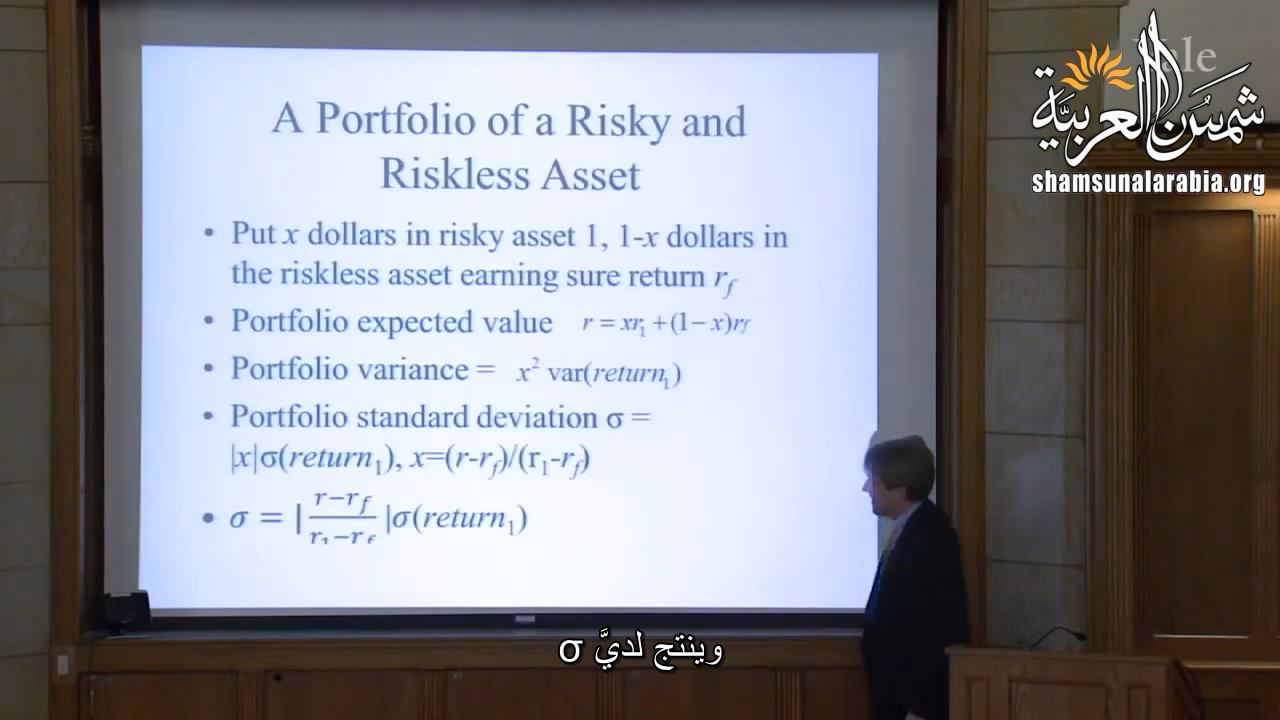 A Portfolio of a Risky and
Riskless Asset
• Put x dollars in risky asset 1, 1-x dollars in
the riskless asset earning sure return r_f
• Portfolio expected value r = xr₁ +(1−x)r_f
• Portfolio variance = x² var(return₁)
• Portfolio standard deviation σ =
|x|σ(return₁), x=(r-r_f)/(r₁-r_f)
• σ = |(r−r_f)/(r₁−r_f)|σ(return₁)
وينتج لديَّ σ
Yale
شمس العربية
shamsunalarabia.org